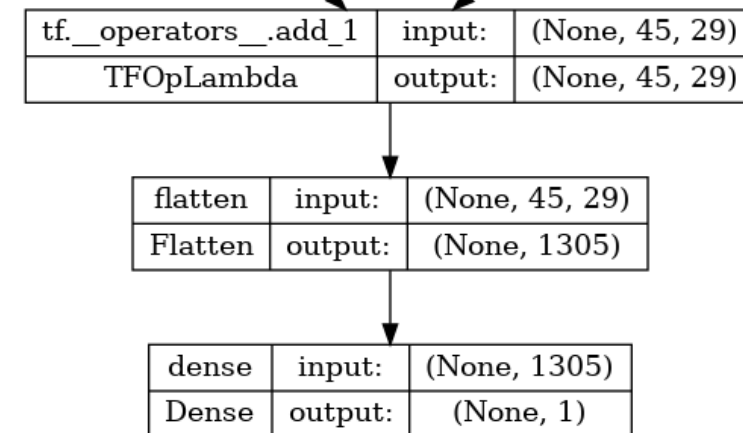 tf.__operators__.add_1 input: (None, 45, 29)
TFOpLambda output: (None, 45, 29)
flatten input: (None, 45, 29)
Flatten output: (None, 1305)
dense input: (None, 1305)
Dense output: (None, 1)